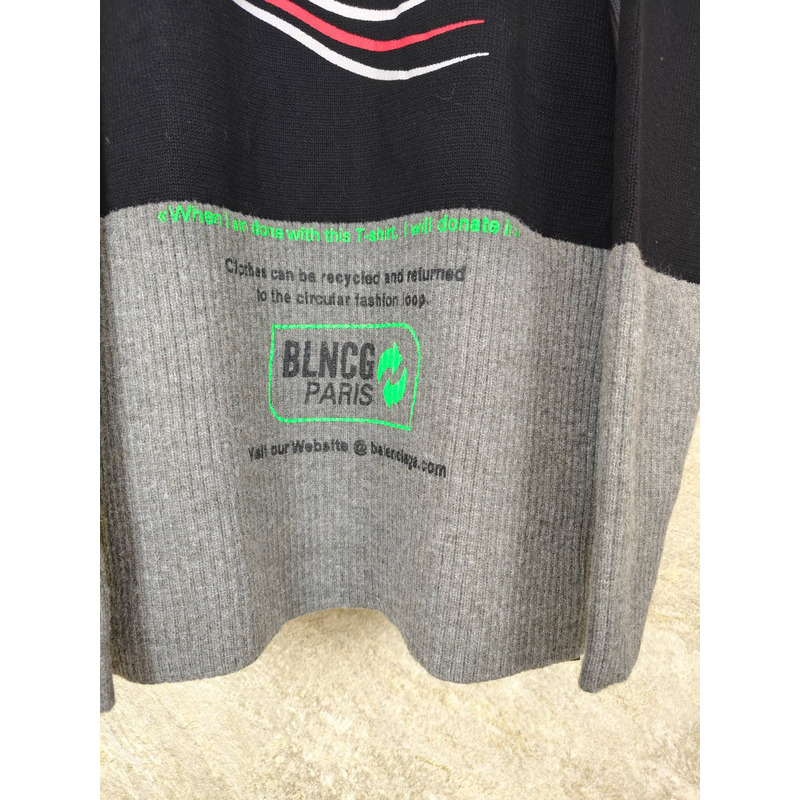 «When I am done with this T-shirt, I will donate it»
Clothes can be recycled and returned
to the circular fashion loop.
BLNCG
PARIS
Visit our Website @ balenciaga.com